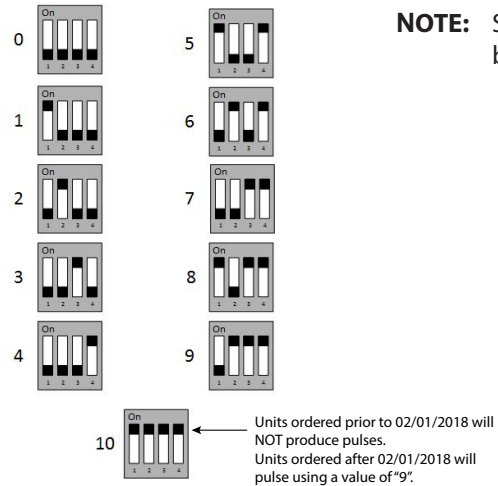 On
0
1 2 3 4
On
5
1 2 3 4
NOTE: S
b
On
1
1 2 3 4
On
6
1 2 3 4
On
2
1 2 3 4
On
7
1 2 3 4
On
3
1 2 3 4
On
8
1 2 3 4
On
4
1 2 3 4
On
9
1 2 3 4
On
10
1 2 3 4
Units ordered prior to 02/01/2018 will
NOT produce pulses.
Units ordered after 02/01/2018 will
pulse using a value of “9”.